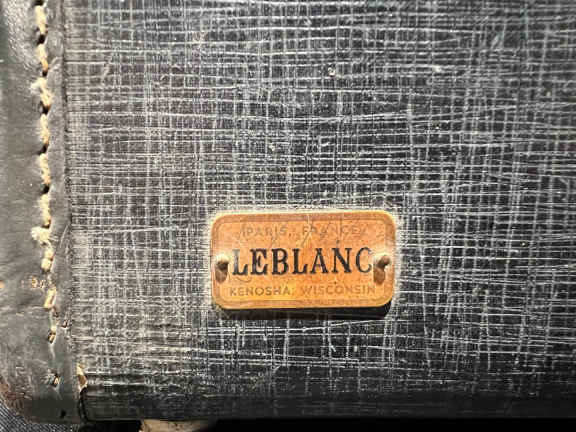 PARIS, FRANCE
LEBLANC
KENOSHA, WISCONSIN